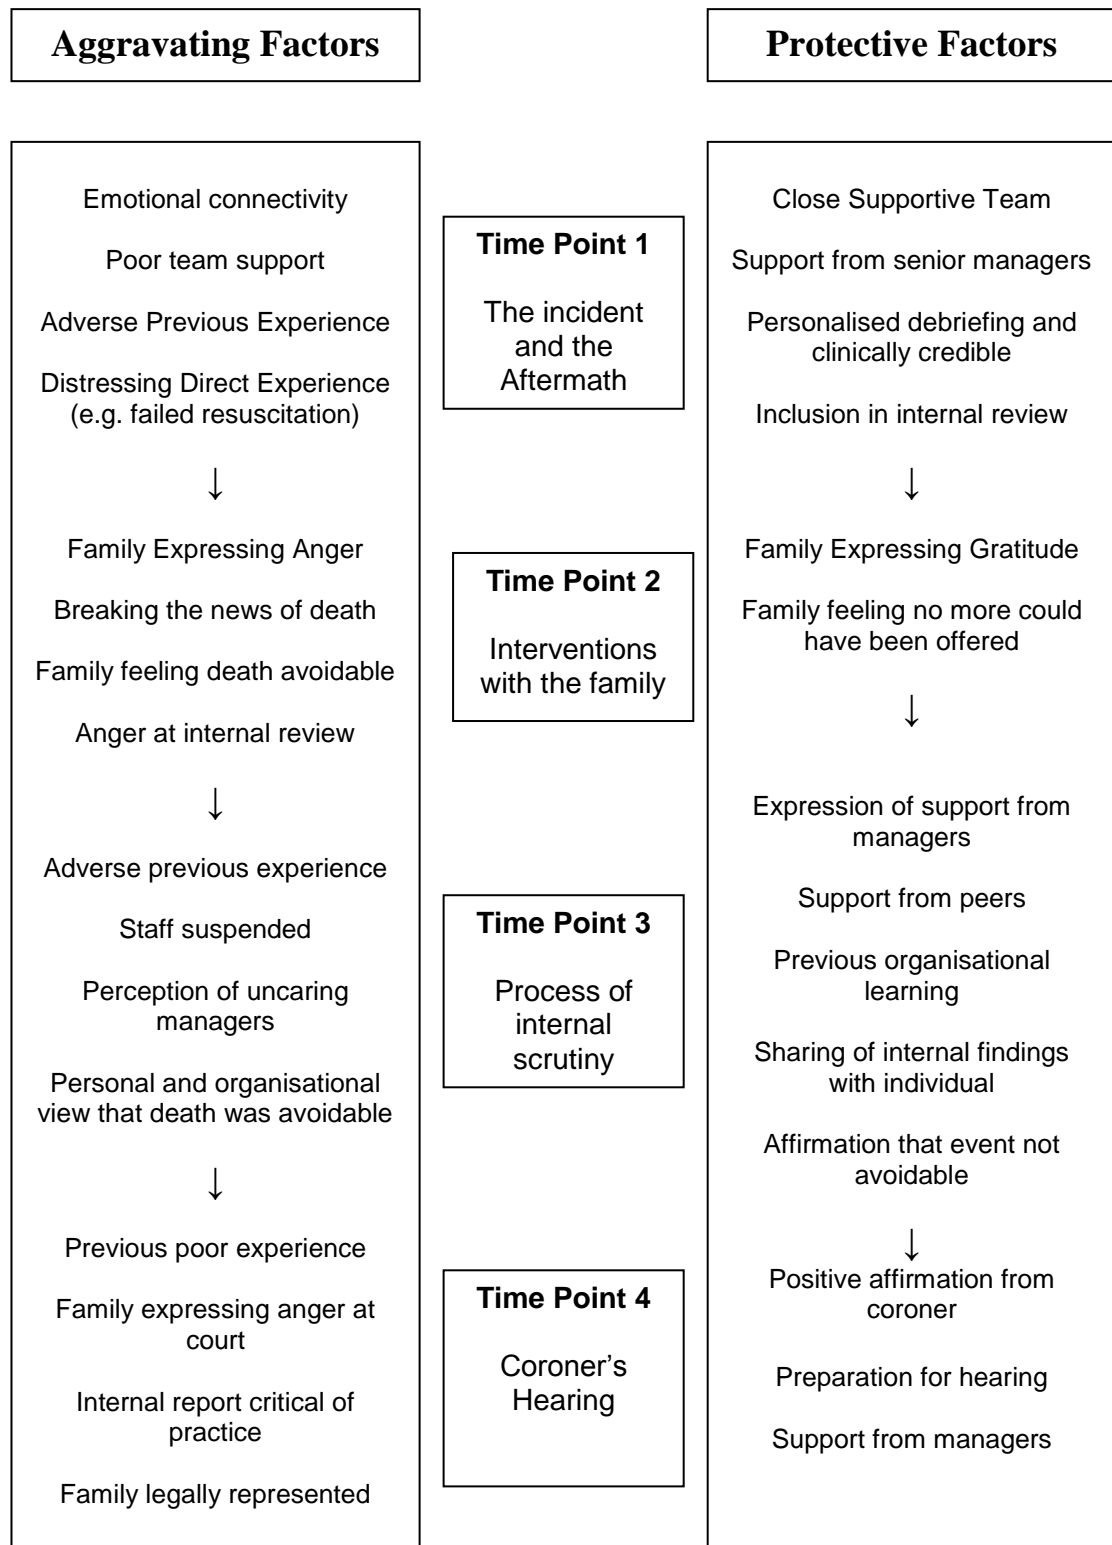 Aggravating Factors
Protective Factors
Emotional connectivity
Poor team support
Adverse Previous Experience
Distressing Direct Experience
(e.g. failed resuscitation)
↓
Family Expressing Anger
Breaking the news of death
Family feeling death avoidable
Anger at internal review
↓
Adverse previous experience
Staff suspended
Perception of uncaring
managers
Personal and organisational
view that death was avoidable
↓
Previous poor experience
Family expressing anger at
court
Internal report critical of
practice
Family legally represented
Time Point 1
The incident
and the
Aftermath
Time Point 2
Interventions
with the family
Time Point 3
Process of
internal
scrutiny
Time Point 4
Coroner’s
Hearing
Close Supportive Team
Support from senior managers
Personalised debriefing and
clinically credible
Inclusion in internal review
↓
Family Expressing Gratitude
Family feeling no more could
have been offered
↓
Expression of support from
managers
Support from peers
Previous organisational
learning
Sharing of internal findings
with individual
Affirmation that event not
avoidable
↓
Positive affirmation from
coroner
Preparation for hearing
Support from managers